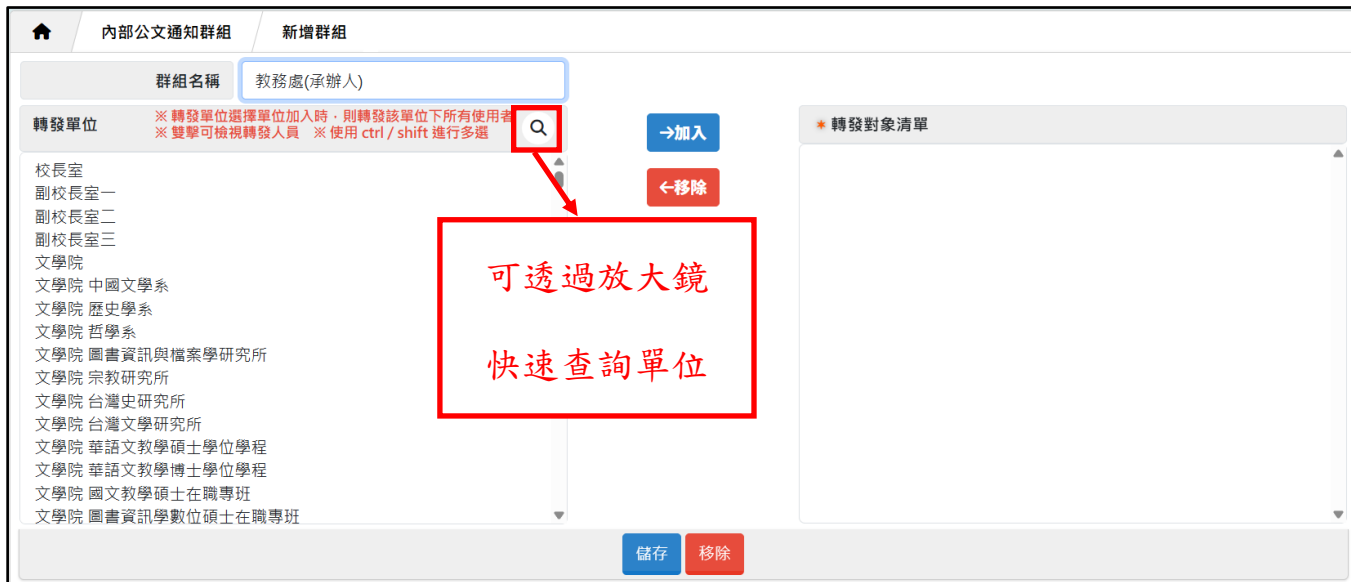 內部公文通知群組
新增群組
群組名稱
教務處(承辦人)
轉發單位
※ 轉發單位選擇單位加入時，則轉發該單位下所有使用者
※ 雙擊可檢視轉發人員 ※ 使用 ctrl / shift 進行多選
校長室
副校長室一
副校長室二
副校長室三
文學院
文學院 中國文學系
文學院 歷史學系
文學院 哲學系
文學院 圖書資訊與檔案學研究所
文學院 宗教研究所
文學院 台灣史研究所
文學院 台灣文學研究所
文學院 華語文教學碩士學位學程
文學院 華語文教學博士學位學程
文學院 國文教學碩士在職專班
文學院 圖書資訊學數位碩士在職專班
可透過放大鏡
快速查詢單位
→加入
←移除
✷ 轉發對象清單
儲存
移除